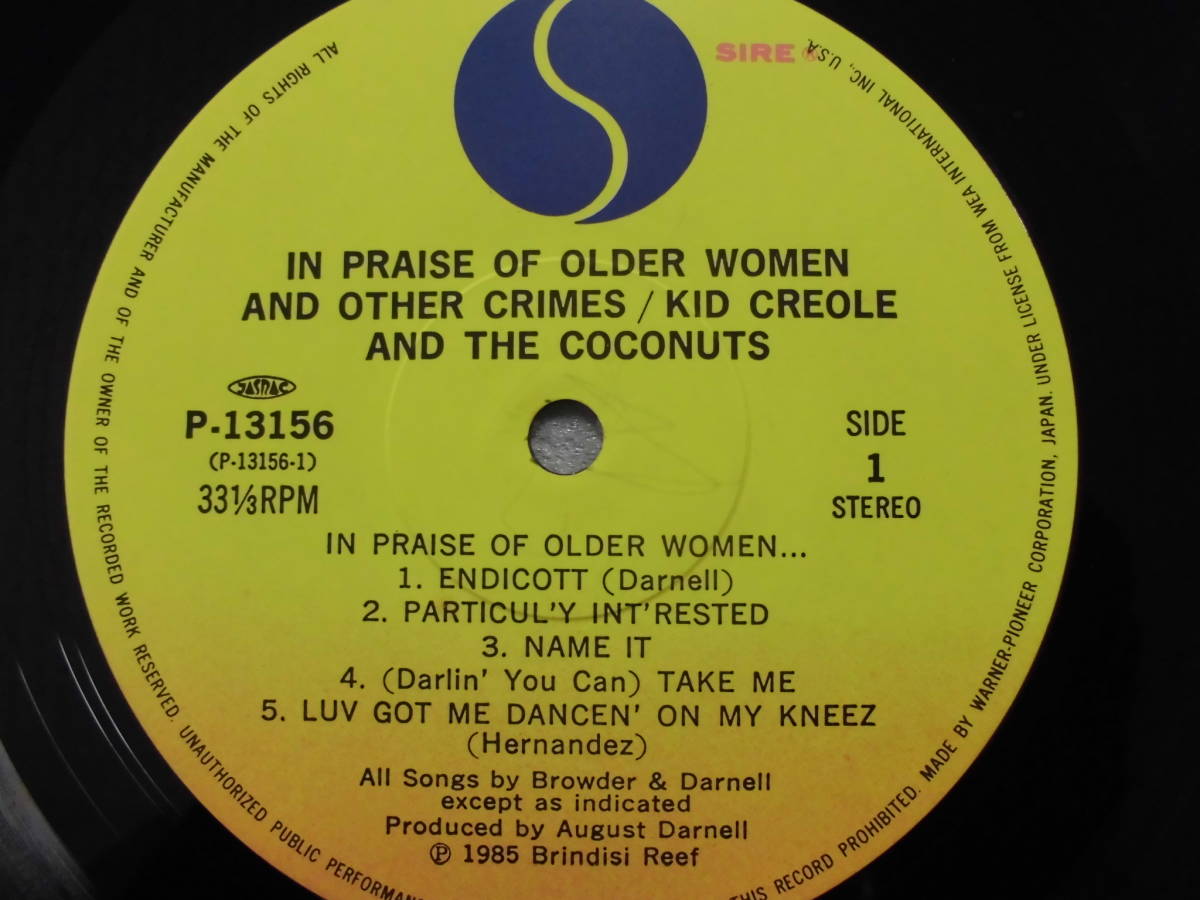 SIRE ®
IN PRAISE OF OLDER WOMEN
AND OTHER CRIMES / KID CREOLE
AND THE COCONUTS
JASRAC
P-13156
(P-13156-1)
33⅓RPM
SIDE
1
STEREO
IN PRAISE OF OLDER WOMEN...
1. ENDICOTT (Darnell)
2. PARTICUL'Y INT'RESTED
3. NAME IT
4. (Darlin' You Can) TAKE ME
5. LUV GOT ME DANCEN' ON MY KNEEZ
(Hernandez)
All Songs by Browder & Darnell
except as indicated
Produced by August Darnell
℗ 1985 Brindisi Reef
ALL RIGHTS OF THE MANUFACTURER AND OF THE OWNER OF THE RECORDED WORK RESERVED. UNAUTHORIZED PUBLIC PERFORMAN
THIS RECORD PROHIBITED. MADE BY WARNER-PIONEER CORPORATION, JAPAN. UNDER LICENSE FROM WEA INTERNATIONAL INC., U.S.A.